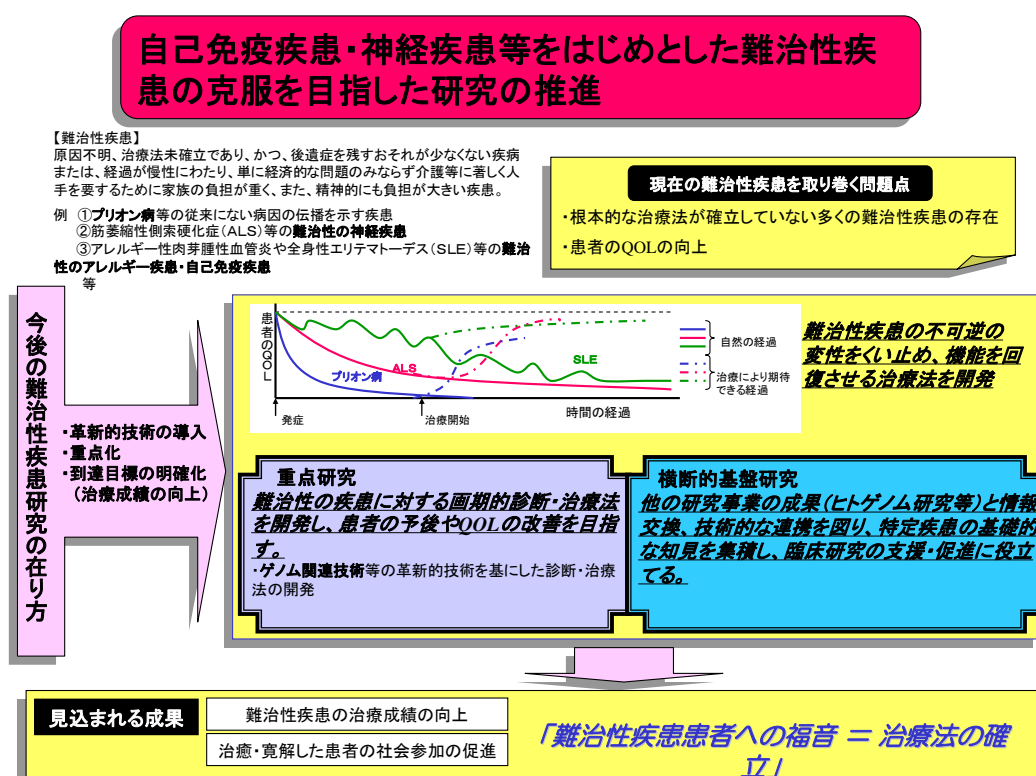 自己免疫疾患・神経疾患等をはじめとした難治性疾
患の克服を目指した研究の推進
【難治性疾患】
原因不明、治療法未確立であり、かつ、後遺症を残すおそれが少なくない疾病
または、経過が慢性にわたり、単に経済的な問題のみならず介護等に著しく人
手を要するために家族の負担が重く、また、精神的にも負担が大きい疾患。
例　①プリオン病等の従来にない病因の伝播を示す疾患
②筋萎縮性側索硬化症(ALS)等の難治性の神経疾患
③アレルギー性肉芽腫性血管炎や全身性エリテマトーデス(SLE)等の難治
性のアレルギー疾患・自己免疫疾患
等
現在の難治性疾患を取り巻く問題点
・根本的な治療法が確立していない多くの難治性疾患の存在
・患者のQOLの向上
今後の難治性疾患研究の在り方
・革新的技術の導入
・重点化
・到達目標の明確化
(治療成績の向上)
患者のQOL
プリオン病
ALS
SLE
発症
治療開始
時間の経過
自然の経過
治療により期待
できる経過
難治性疾患の不可逆の
変性をくい止め、機能を回
復させる治療法を開発
重点研究
難治性の疾患に対する画期的診断・治療法
を開発し、患者の予後やQOLの改善を目指
す。
・ゲノム関連技術等の革新的技術を基にした診断・治療
法の開発
横断的基盤研究
他の研究事業の成果(ヒトゲノム研究等)と情報
交換、技術的な連携を図り、特定疾患の基礎的
な知見を集積し、臨床研究の支援・促進に役立
てる。
見込まれる成果
難治性疾患の治療成績の向上
治癒・寛解した患者の社会参加の促進
「難治性疾患患者への福音 ＝ 治療法の確
立」